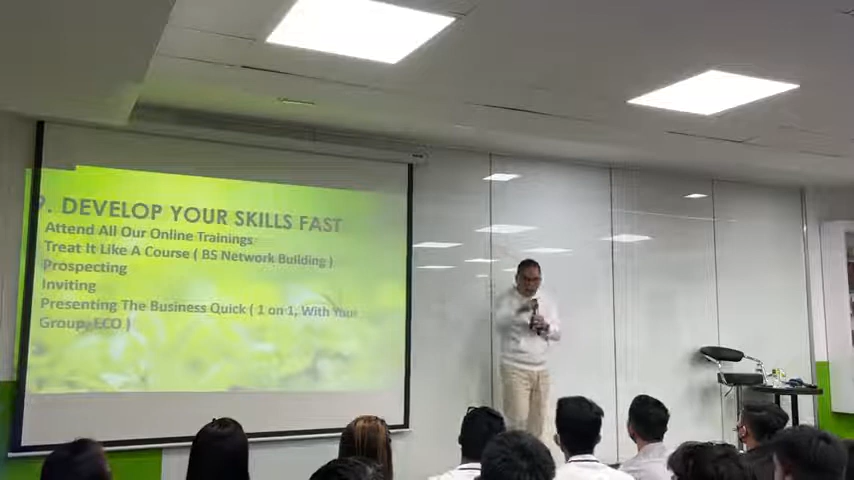 9. DEVELOP YOUR SKILLS FAST
Attend All Our Online Trainings
Treat It Like A Course ( BS Network Building )
Prospecting
Inviting
Presenting The Business Quick ( 1 on 1, With Your
Group, ECO )